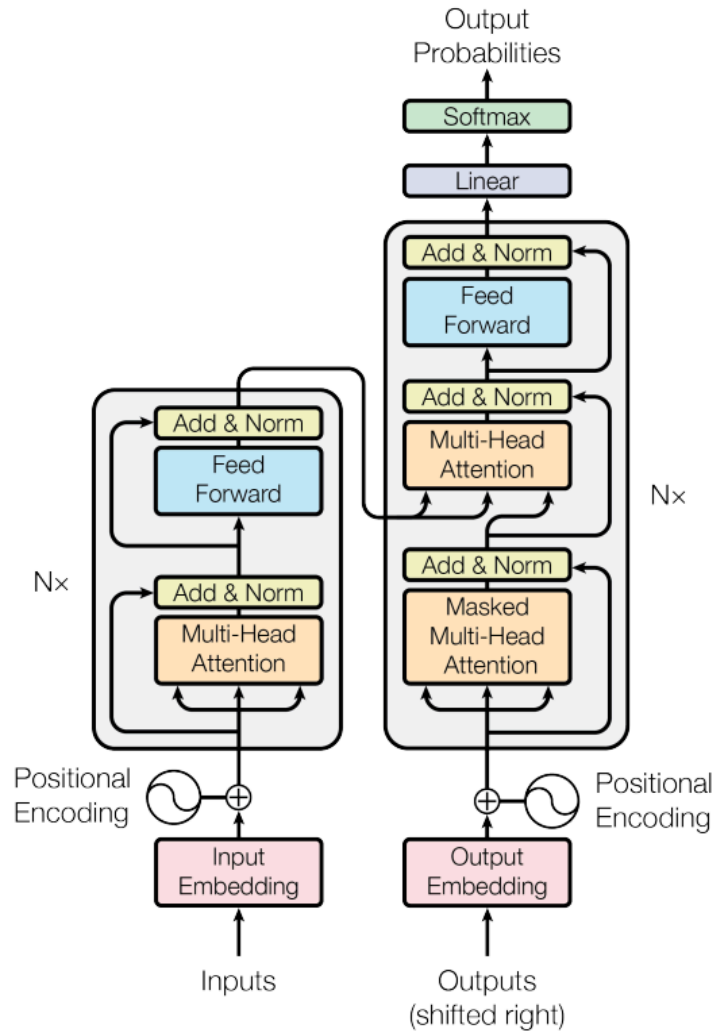 Output
Probabilities
Softmax
Linear
Add & Norm
Feed
Forward
Add & Norm
Multi-Head
Attention
Add & Norm
Masked
Multi-Head
Attention
N×
Add & Norm
Feed
Forward
Add & Norm
Multi-Head
Attention
N×
Positional
Encoding
Positional
Encoding
Input
Embedding
Output
Embedding
Inputs
Outputs
(shifted right)